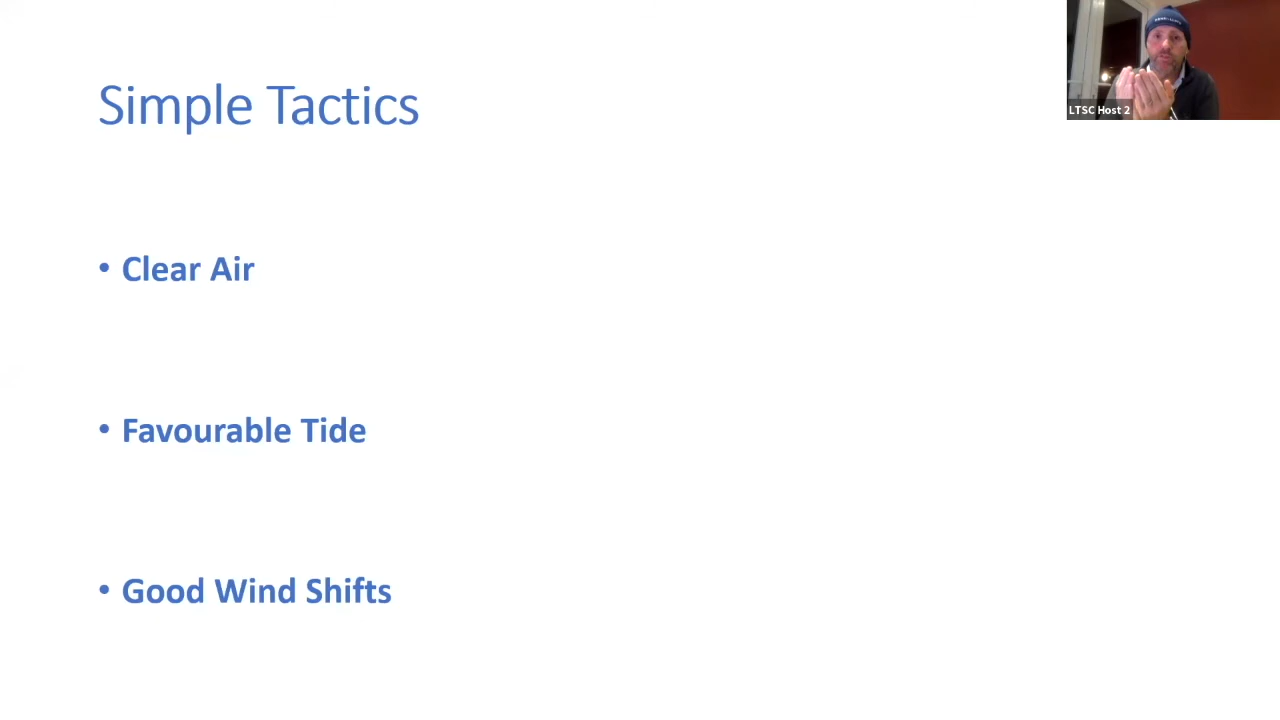 Simple Tactics
LTSC Host 2
• Clear Air
• Favourable Tide
• Good Wind Shifts